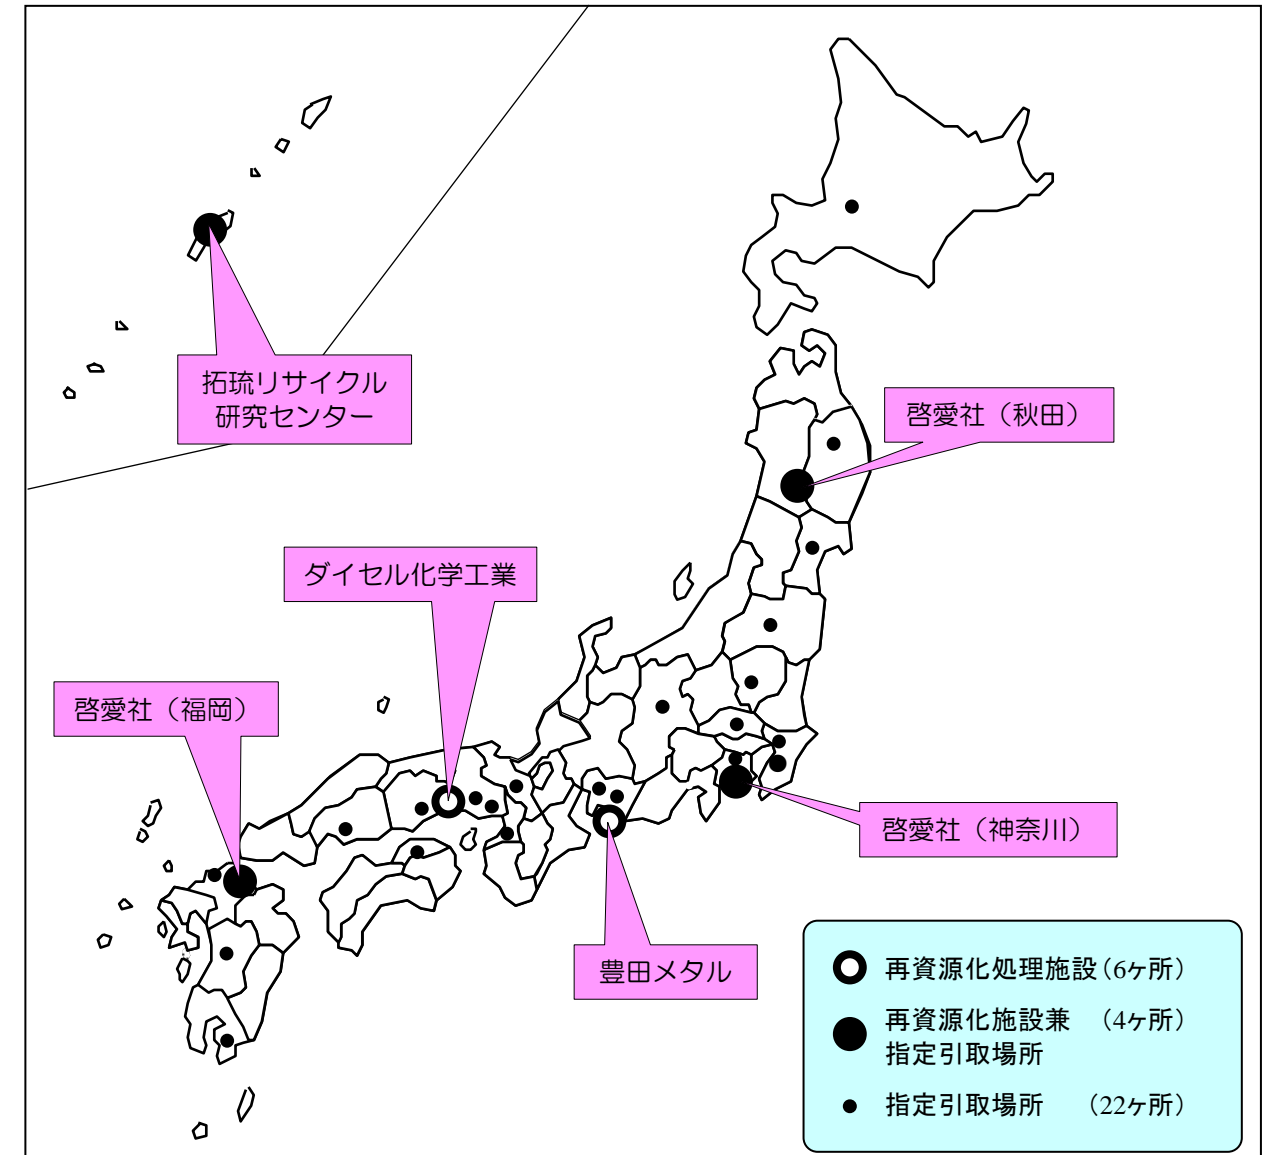 拓琉リサイクル
研究センター
啓愛社（秋田）
ダイセル化学工業
啓愛社（福岡）
啓愛社（神奈川）
豊田メタル
再資源化処理施設（6ヶ所）
再資源化施設兼　（4ヶ所）
指定引取場所
指定引取場所　（22ヶ所）